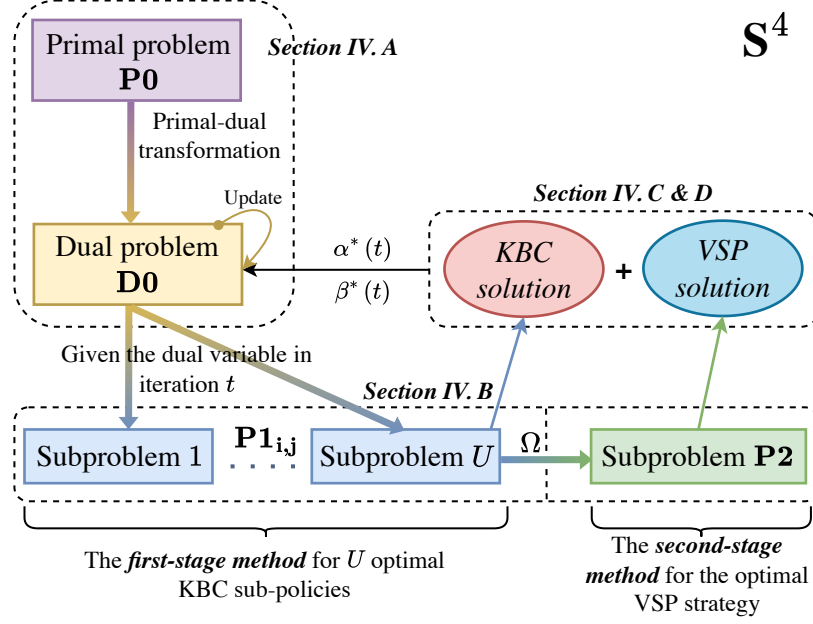 Primal problem
P0
Section IV. A
S^4
Primal-dual
transformation
Update
Section IV. C & D
Dual problem
D0
α* (t)
β* (t)
KBC
solution
+
VSP
solution
Given the dual variable in
iteration t
Section IV. B
Subproblem 1
P1_{i,j}
. . . . .
Subproblem U
Ω
Subproblem P2
The first-stage method for U optimal
KBC sub-policies
The second-stage
method for the optimal
VSP strategy